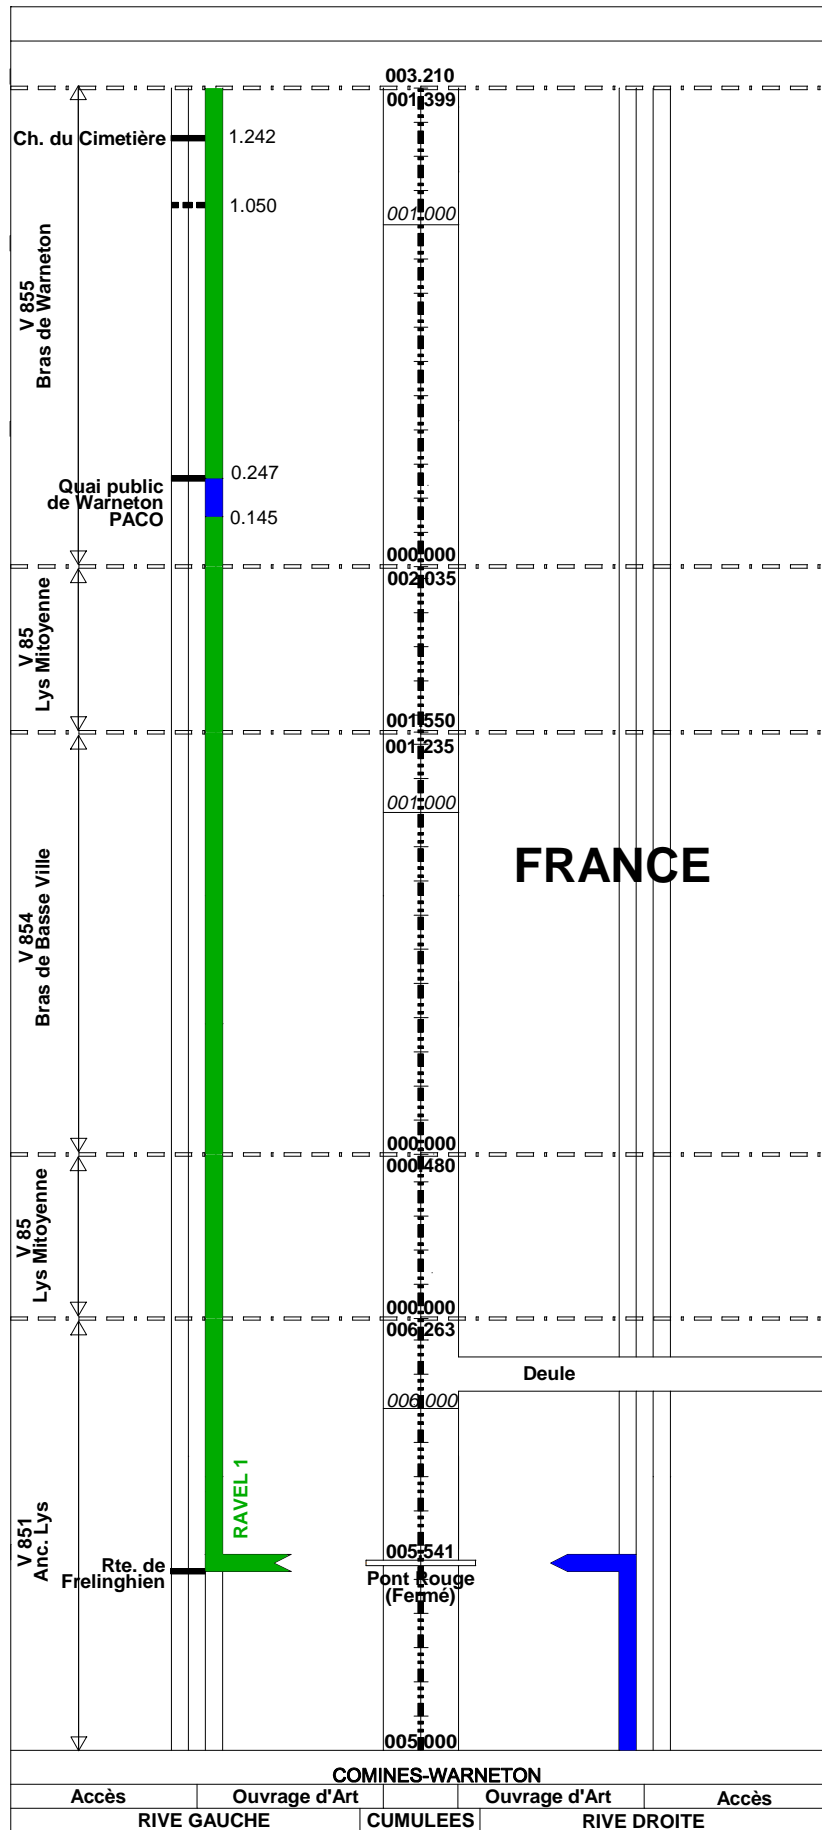 003.210
001.399
Ch. du Cimetière
1.242
1.050
001.000
V 855
Bras de Warneton
0.247
Quai public
de Warneton
PACO
0.145
000.000
002.035
V 85
Lys Mitoyenne
001.550
001.235
001.000
FRANCE
V 854
Bras de Basse Ville
000.000
000.480
V 85
Lys Mitoyenne
000.000
006.263
Deule
006.000
RAVEL 1
V 851
Anc. Lys
005.541
Rte. de
Frelinghien
Pont Rouge
(Fermé)
005.000
COMINES-WARNETON
Accès Ouvrage d'Art Ouvrage d'Art Accès
RIVE GAUCHE CUMULEES RIVE DROITE